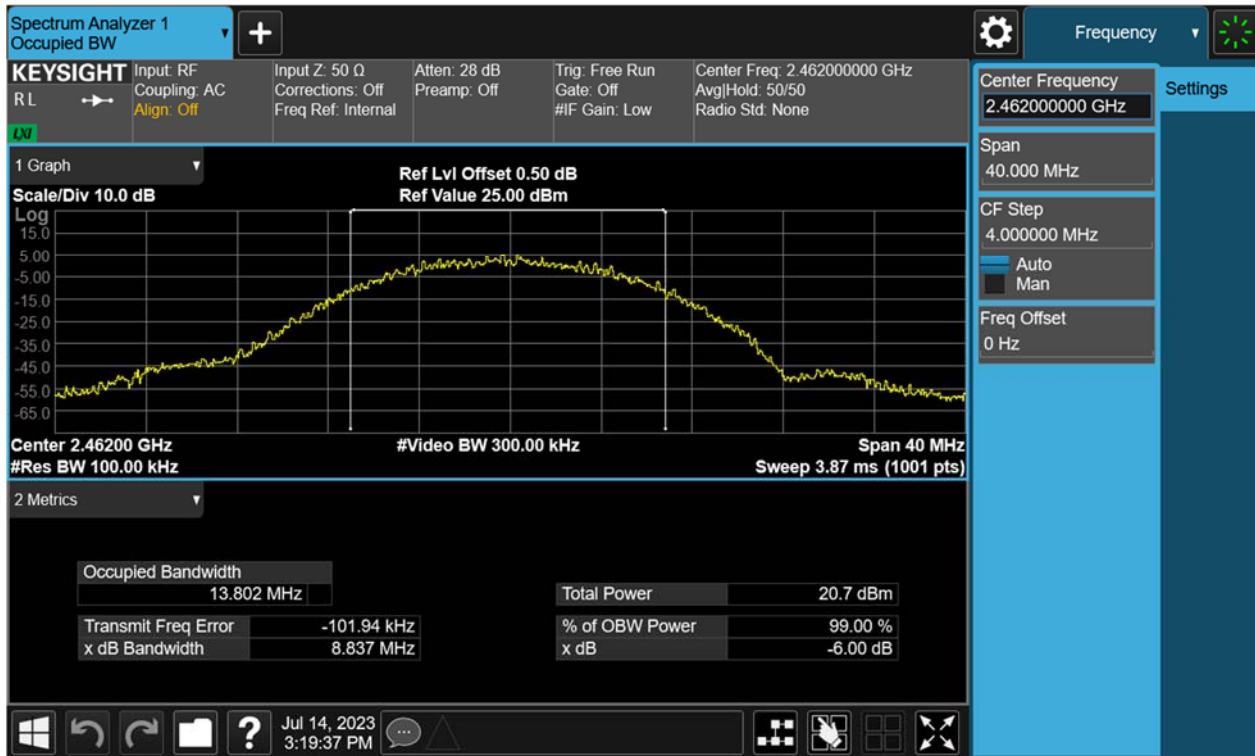 Spectrum Analyzer 1
Occupied BW
Frequency
KEYSIGHT
R L
LXI
Input: RF
Coupling: AC
Align: Off
Input Z: 50 Ω
Corrections: Off
Freq Ref: Internal
Atten: 28 dB
Preamp: Off
Trig: Free Run
Gate: Off
#IF Gain: Low
Center Freq: 2.462000000 GHz
Avg|Hold: 50/50
Radio Std: None
Center Frequency
2.462000000 GHz
Settings
Span
40.000 MHz
CF Step
4.000000 MHz
Auto
Man
Freq Offset
0 Hz
1 Graph
Scale/Div 10.0 dB
Ref Lvl Offset 0.50 dB
Ref Value 25.00 dBm
Log
15.0
5.00
-5.00
-15.0
-25.0
-35.0
-45.0
-55.0
-65.0
Center 2.46200 GHz
#Video BW 300.00 kHz
Span 40 MHz
#Res BW 100.00 kHz
Sweep 3.87 ms (1001 pts)
2 Metrics
Occupied Bandwidth
13.802 MHz
Total Power 20.7 dBm
Transmit Freq Error -101.94 kHz
% of OBW Power 99.00 %
x dB Bandwidth 8.837 MHz
x dB -6.00 dB
Jul 14, 2023
3:19:37 PM